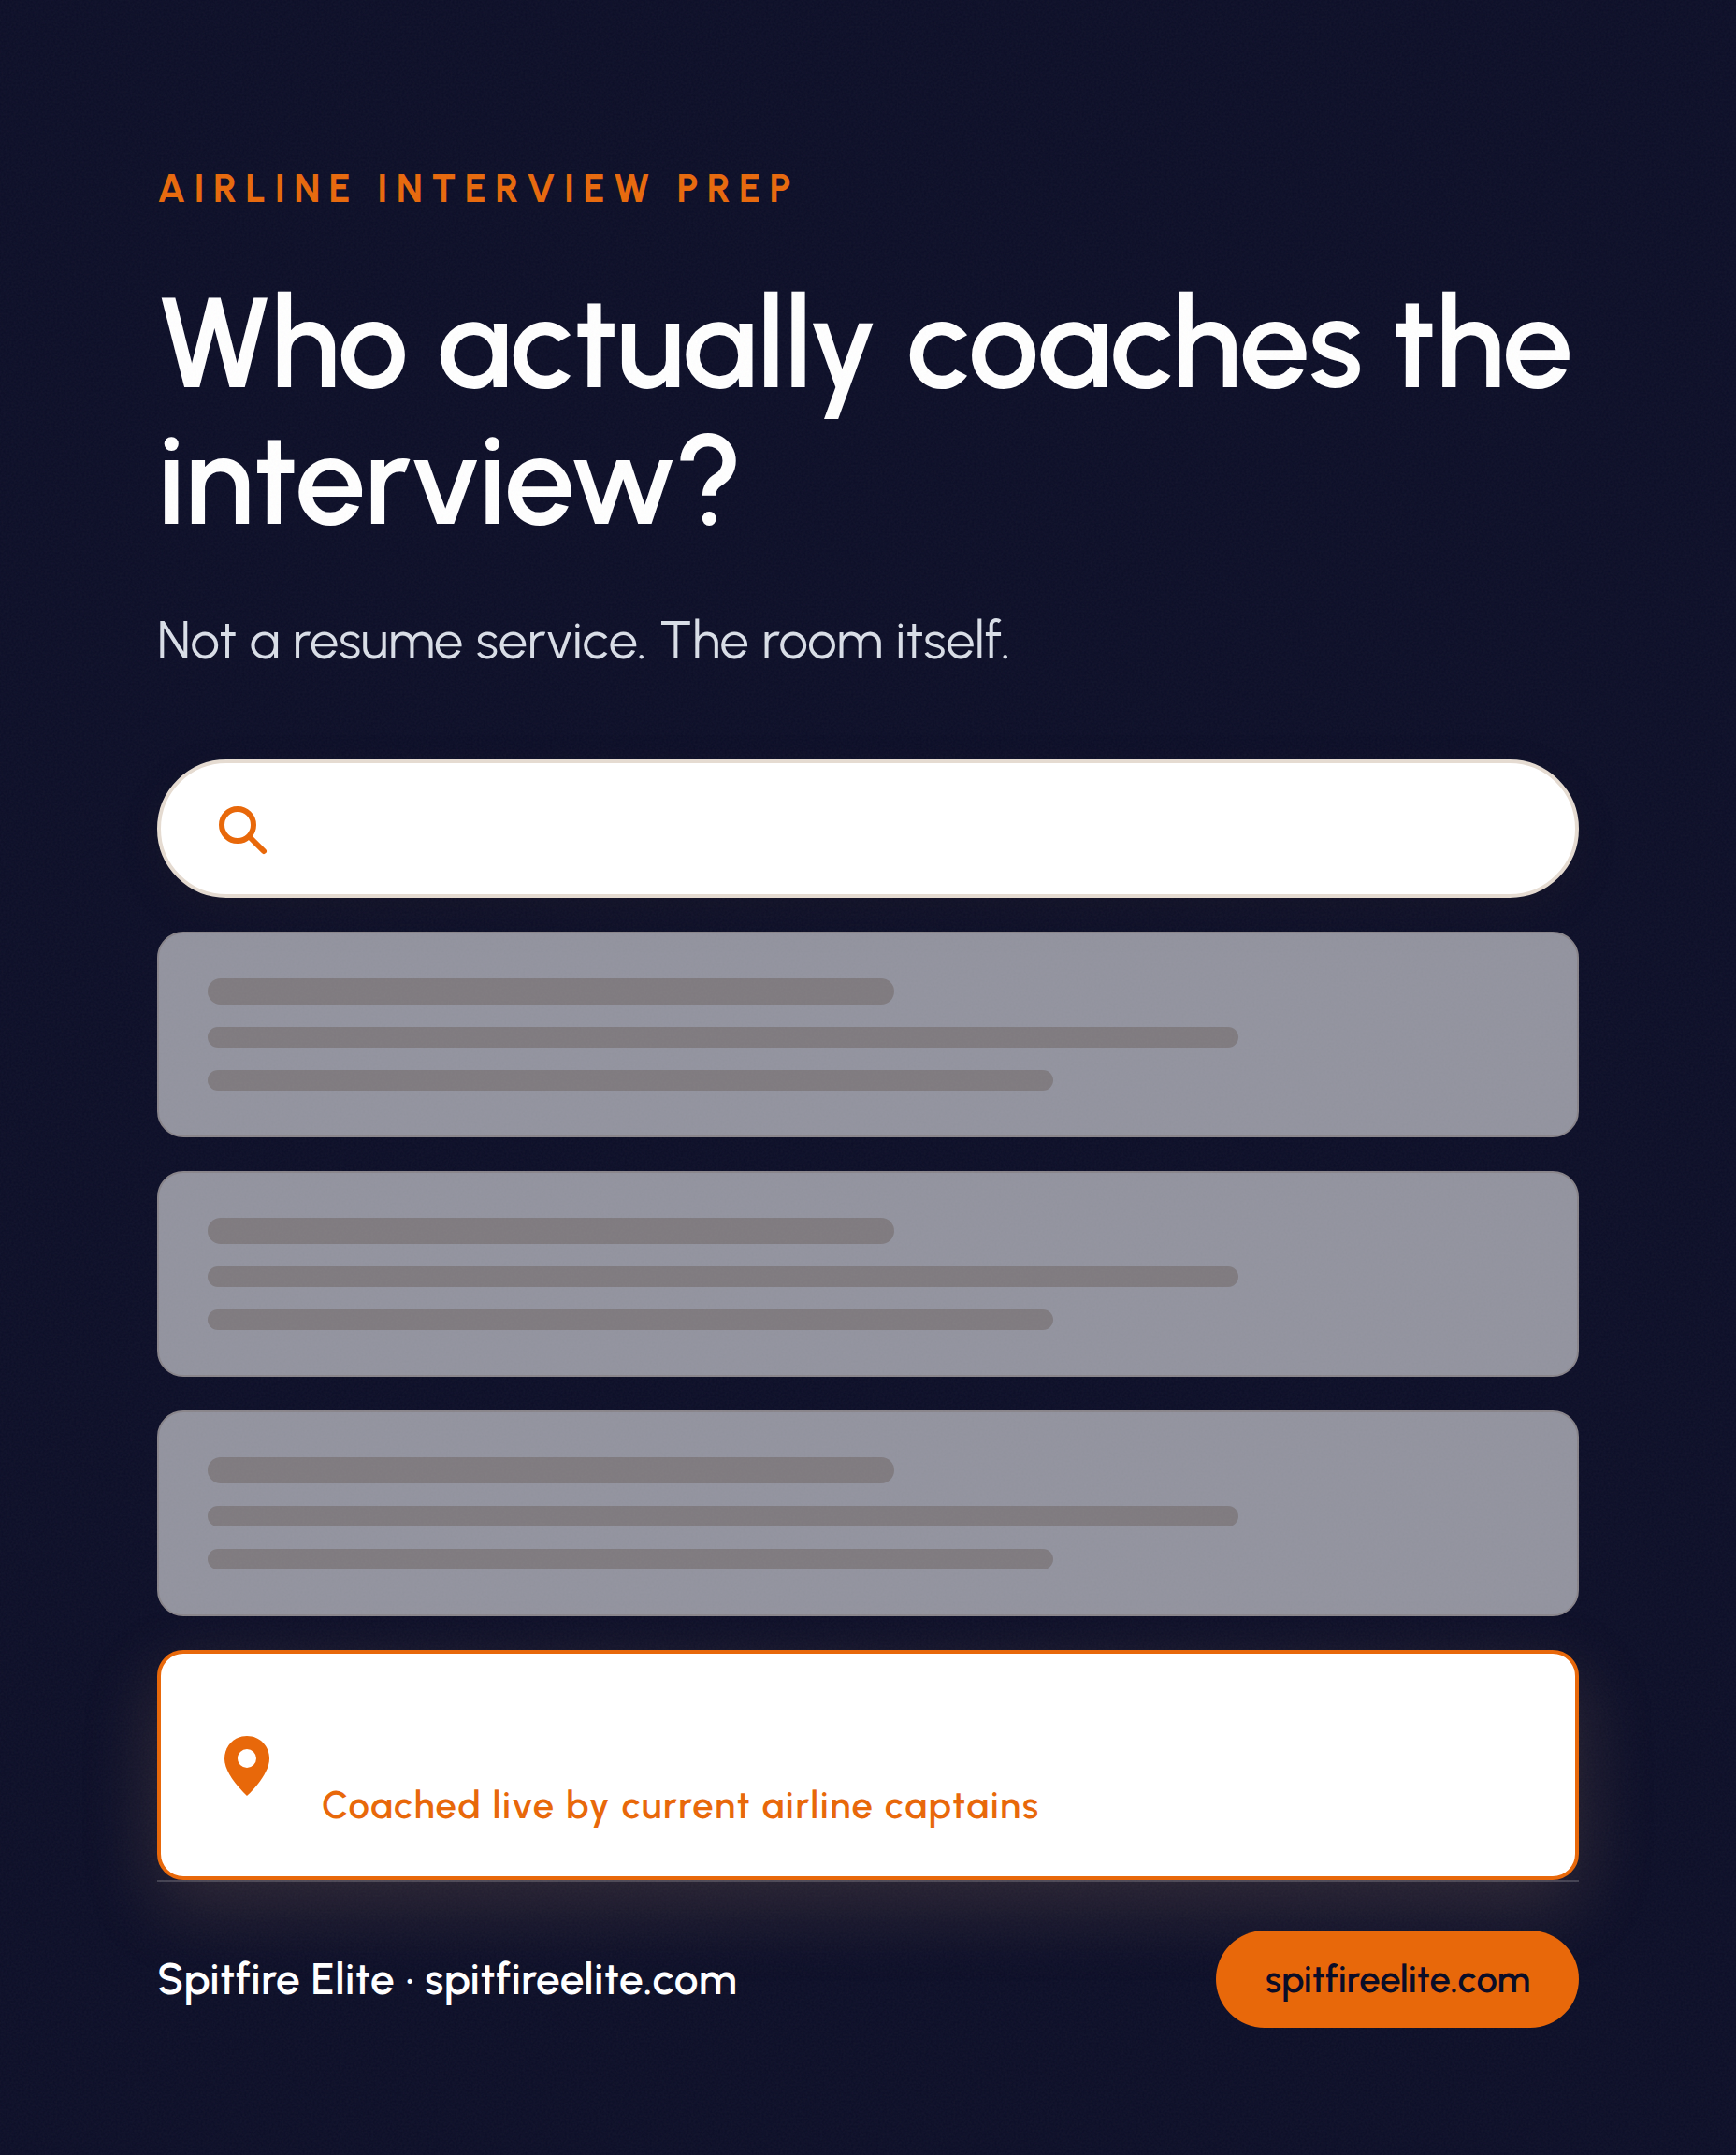 AIRLINE INTERVIEW PREP
Who actually coaches the
interview?
Not a resume service. The room itself.
Coached live by current airline captains
Spitfire Elite · spitfireelite.com
spitfireelite.com